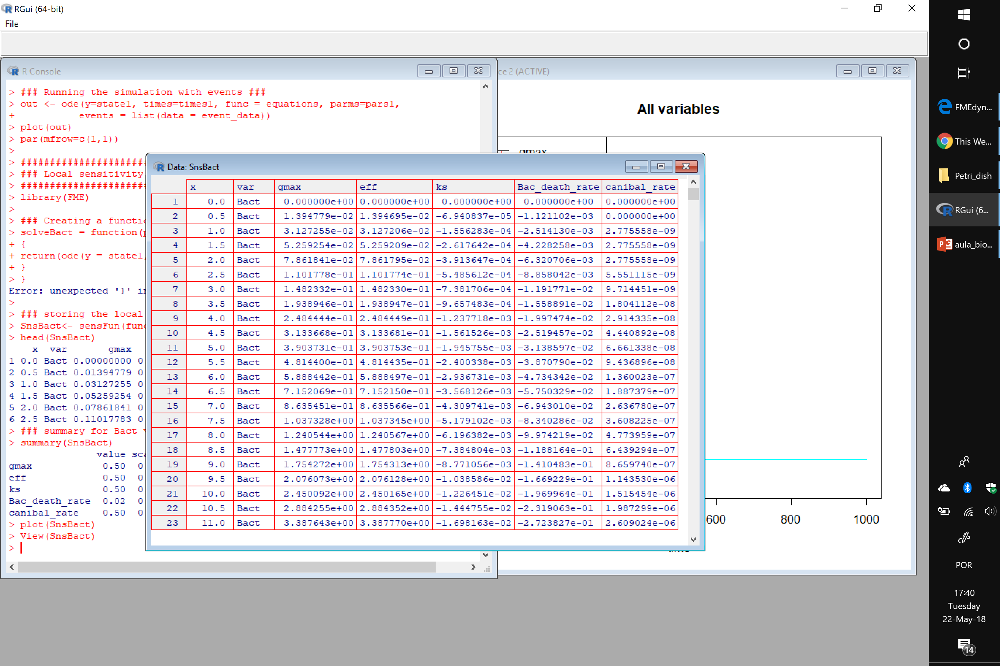 RGui (64-bit)
File
R Console
> ### Running the simulation with events ###
> out <- ode(y=state1, times=times1, func = equations, parms=pars1,
+            events = list(data = event_data))
> plot(out)
> par(mfrow=c(1,1))
>
> ######################
> ### Local sensitivity
> ######################
> library(FME)
>
> ### Creating a
> solveBact =
+ {
+ return(ode(y = state1,
+ }
> }
Error: unexpected '}'
>
> ### storing the local
> SnsBact<-
> head(SnsBact)
x var gmax
1 0.0 Bact 0.00000000 0
2 0.5 Bact 0.01394779 0
3 1.0 Bact 0.03127255 0
4 1.5 Bact 0.05259254 0
5 2.0 Bact 0.07861841 0
6 2.5 Bact 0.11017783 0
> ### summary for Bact
> summary(SnsBact)
value
gmax 0.50 0
eff 0.50 0
ks 0.50 0
Bac_death_rate 0.02 0
canibal_rate 0.50 0
> plot(SnsBact)
> View(SnsBact)
>
2 (ACTIVE)
All variables
gmax
600 800 1000
Data: SnsBact
x var gmax eff ks Bac_death_rate canibal_rate
1 0.0 Bact 0.000000e+00 0.000000e+00 0.000000e+00 0.000000e+00 0.000000e+00
2 0.5 Bact 1.394779e-02 1.394695e-02 -6.940837e-05 -1.121102e-03 0.000000e+00
3 1.0 Bact 3.127255e-02 3.127206e-02 -1.556283e-04 -2.514130e-03 2.775558e-09
4 1.5 Bact 5.259254e-02 5.259209e-02 -2.617642e-04 -4.228258e-03 2.775558e-09
5 2.0 Bact 7.861841e-02 7.861795e-02 -3.913647e-04 -6.320706e-03 2.775558e-09
6 2.5 Bact 1.101778e-01 1.101774e-01 -5.485612e-04 -8.858042e-03 5.551115e-09
7 3.0 Bact 1.482332e-01 1.482330e-01 -7.381706e-04 -1.191771e-02 9.714451e-09
8 3.5 Bact 1.938946e-01 1.938947e-01 -9.657483e-04 -1.558891e-02 1.804112e-08
9 4.0 Bact 2.484444e-01 2.484449e-01 -1.237718e-03 -1.997474e-02 2.914335e-08
10 4.5 Bact 3.133668e-01 3.133681e-01 -1.561526e-03 -2.519457e-02 4.440892e-08
11 5.0 Bact 3.903731e-01 3.903753e-01 -1.945755e-03 -3.138597e-02 6.661338e-08
12 5.5 Bact 4.814400e-01 4.814435e-01 -2.400338e-03 -3.870790e-02 9.436896e-08
13 6.0 Bact 5.888442e-01 5.888497e-01 -2.936731e-03 -4.734342e-02 1.360023e-07
14 6.5 Bact 7.152069e-01 7.152150e-01 -3.568126e-03 -5.750329e-02 1.887379e-07
15 7.0 Bact 8.635451e-01 8.635566e-01 -4.309741e-03 -6.943010e-02 2.636780e-07
16 7.5 Bact 1.037328e+00 1.037345e+00 -5.179102e-03 -8.340286e-02 3.608225e-07
17 8.0 Bact 1.240544e+00 1.240567e+00 -6.196382e-03 -9.974219e-02 4.773959e-07
18 8.5 Bact 1.477773e+00 1.477803e+00 -7.384804e-03 -1.188164e-01 6.439294e-07
19 9.0 Bact 1.754272e+00 1.754313e+00 -8.771056e-03 -1.410483e-01 8.659740e-07
20 9.5 Bact 2.076073e+00 2.076128e+00 -1.038586e-02 -1.669229e-01 1.143530e-06
21 10.0 Bact 2.450092e+00 2.450165e+00 -1.226451e-02 -1.969964e-01 1.515454e-06
22 10.5 Bact 2.884255e+00 2.884352e+00 -1.444755e-02 -2.319063e-01 1.987299e-06
23 11.0 Bact 3.387643e+00 3.387770e+00 -1.698163e-02 -2.723827e-01 2.609024e-06
FMEdyn...
This We...
Petri_dish
RGui (6...
aula_bio...
POR
17:40
Tuesday
22-May-18
14